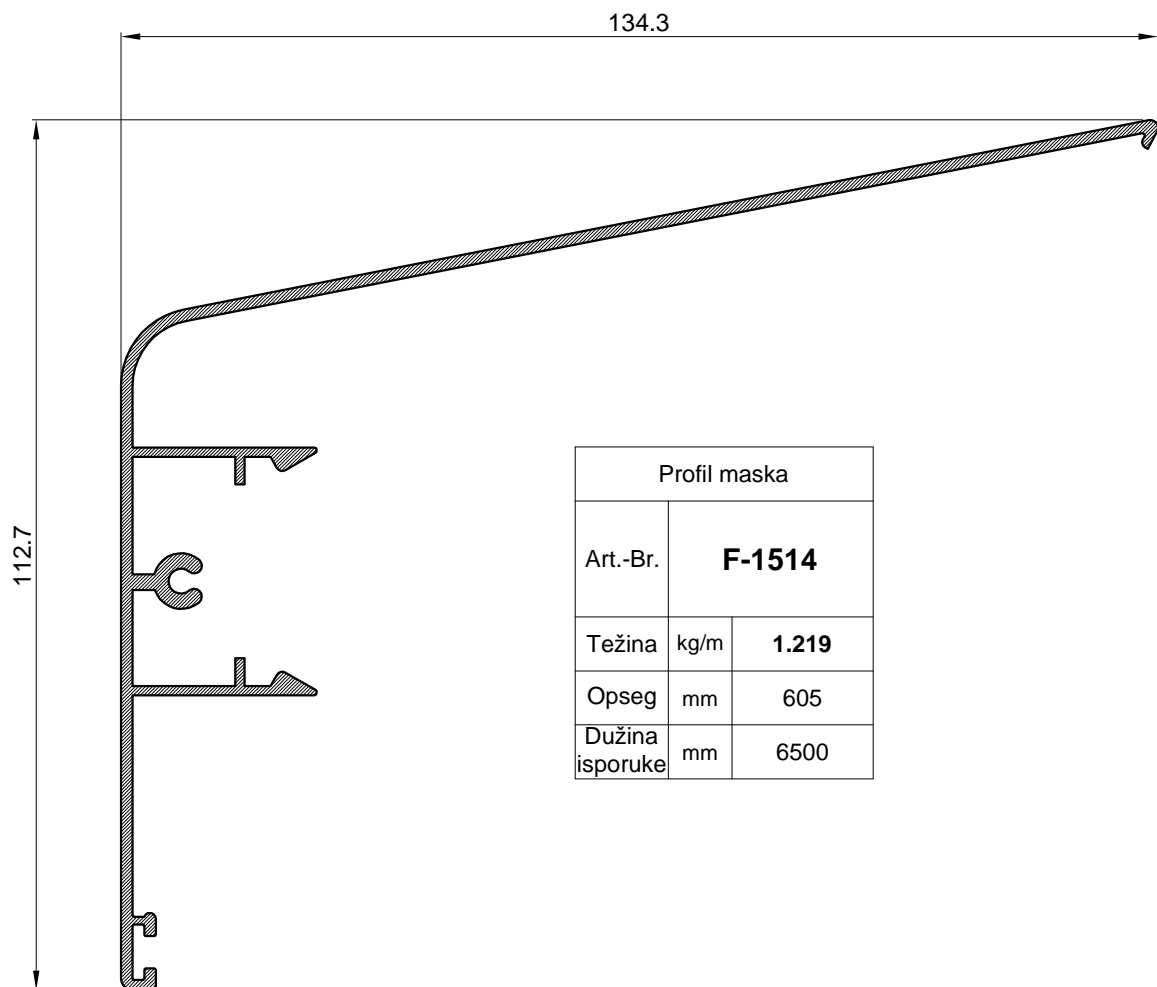 134.3
112.7
Profil maska
Art.-Br. F-1514
Težina kg/m 1.219
Opseg mm 605
Dužina
isporuke mm 6500